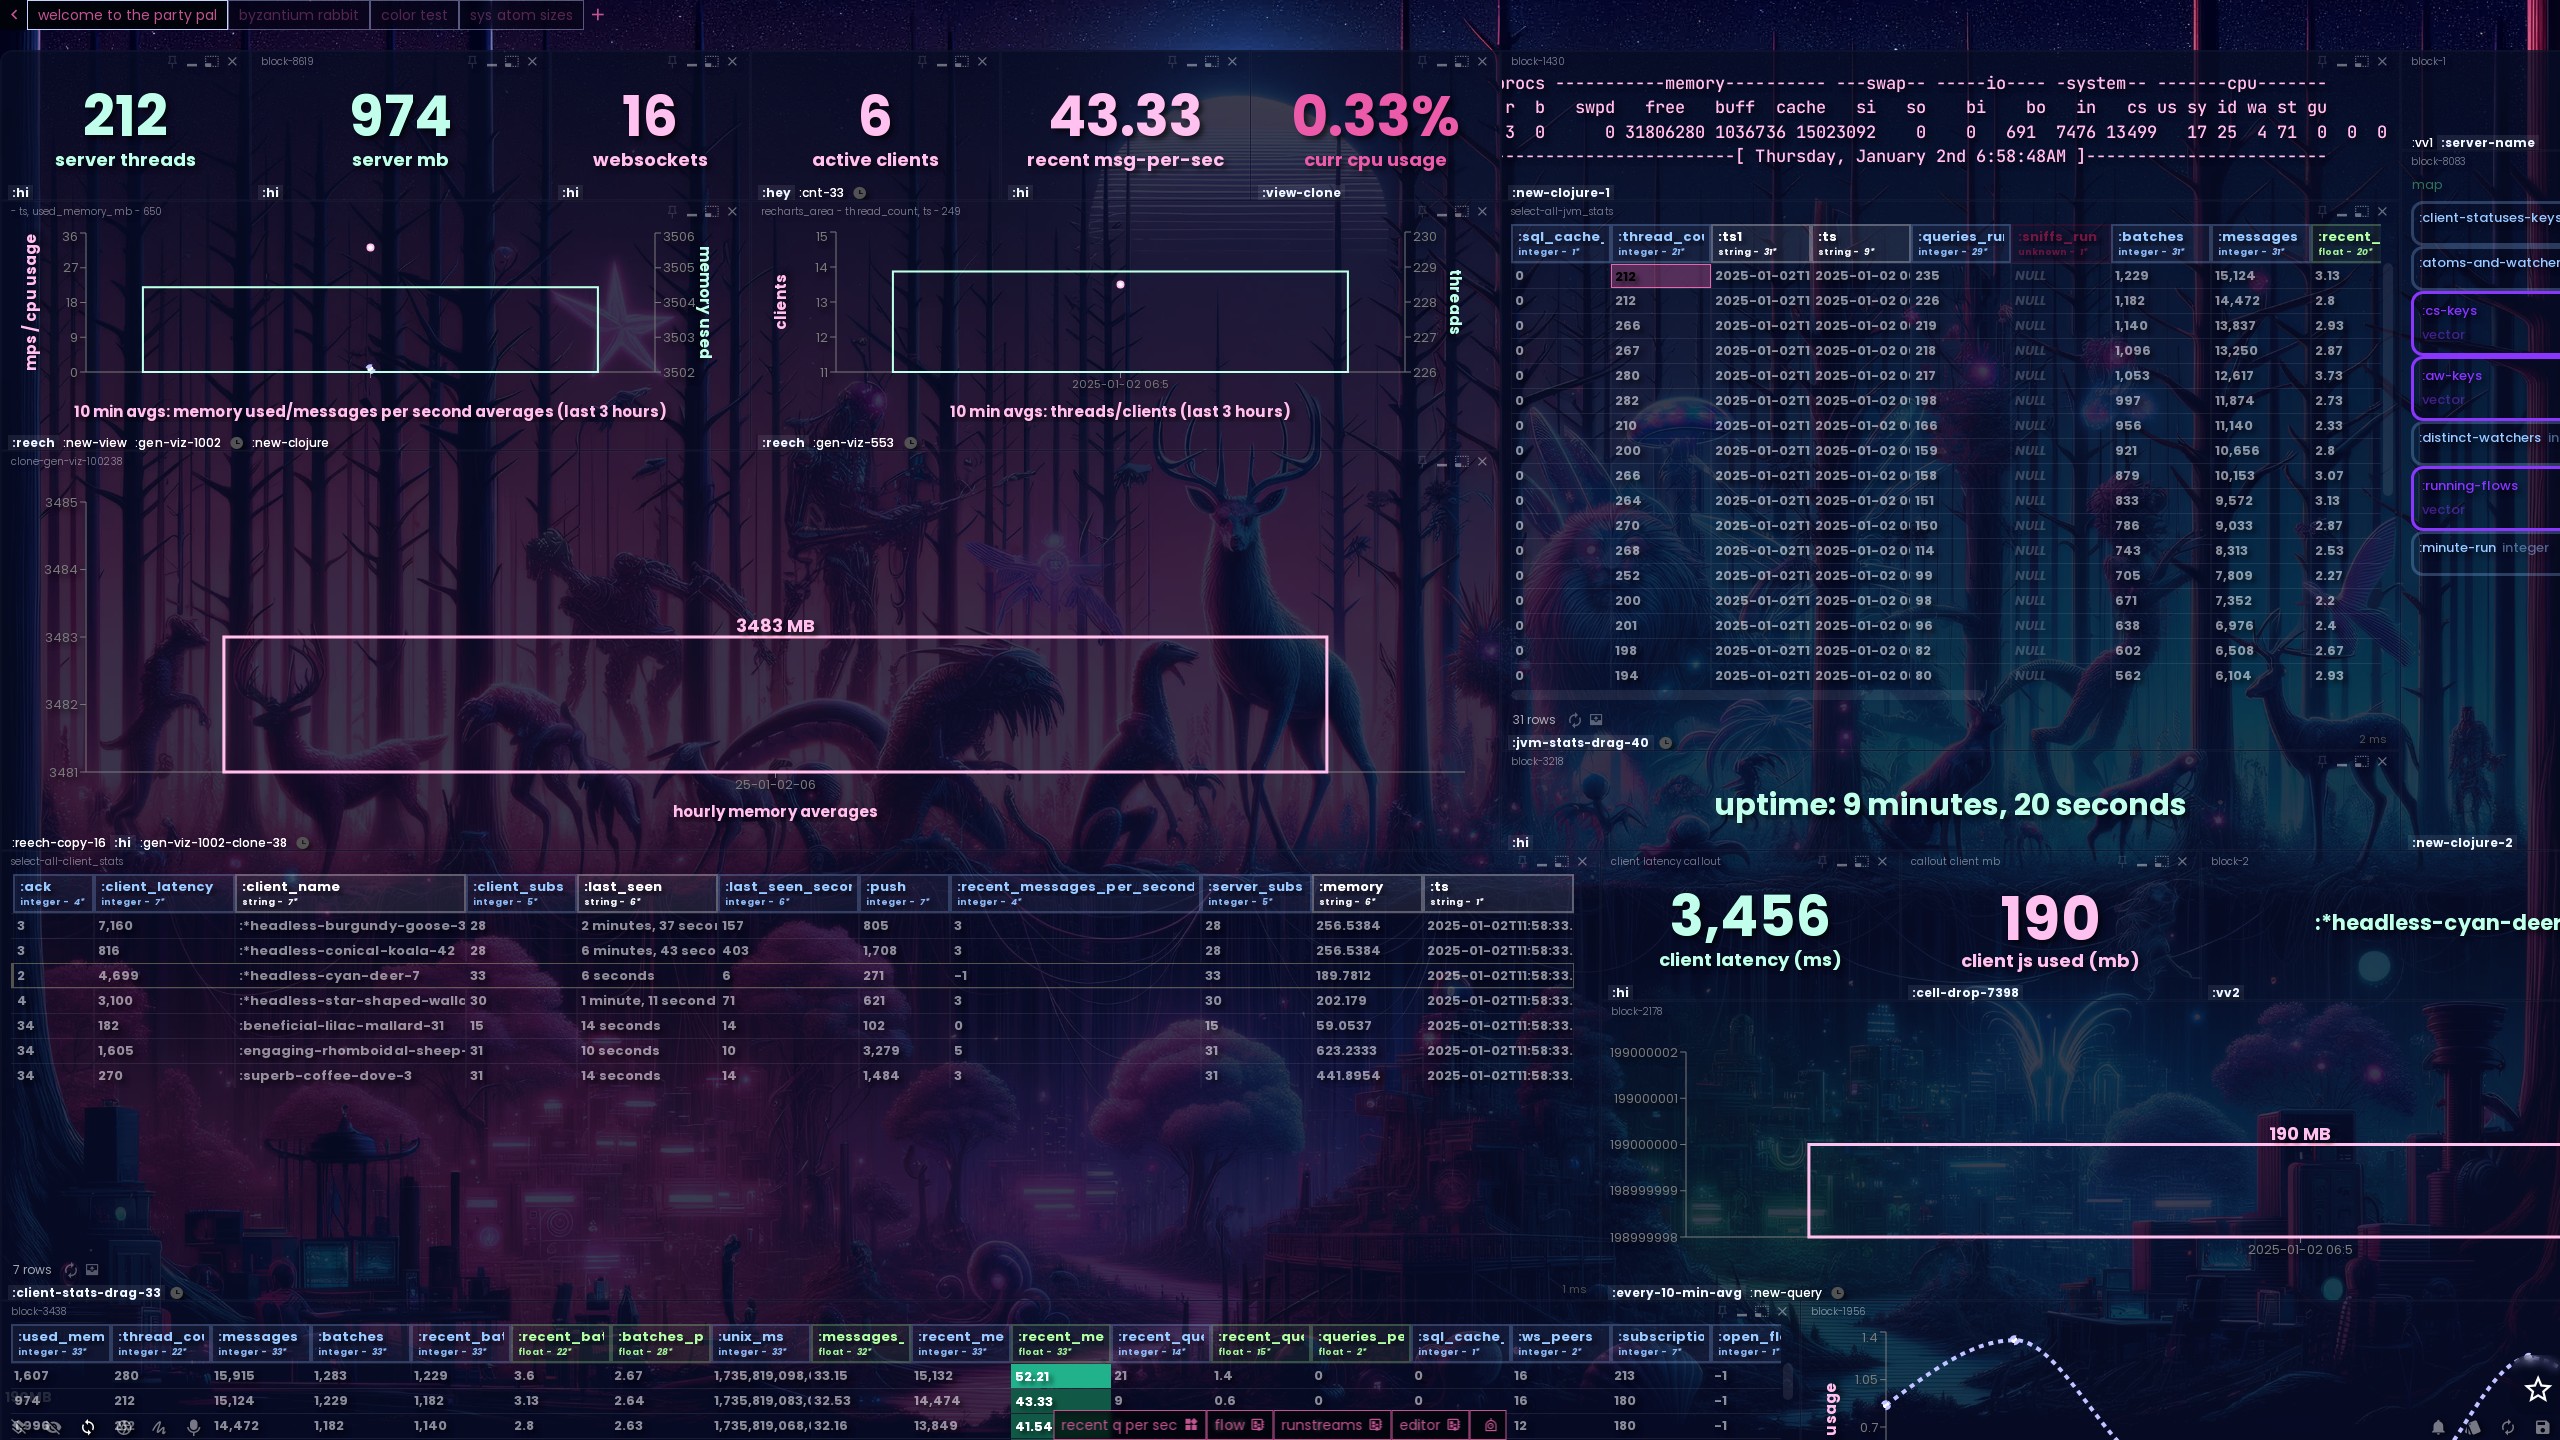 welcome to the party pal
byzantium rabbit
color test
sys atom sizes
+
block-8619
212
server threads
:hi
974
server mb
:hi
16
websockets
:hi
6
active clients
:hey :cnt-33
43.33
recent msg-per-sec
:hi
0.33%
curr cpu usage
:view-clone
block-1430
procs -----------memory---------- ---swap-- -----io---- -system-- -------cpu-------
r b swpd free buff cache si so bi bo in cs us sy id wa st gu
3 0 0 31806280 1036736 15023092 0 0 691 7476 13499 17 25 4 71 0 0 0
-----------------------[ Thursday, January 2nd 6:58:48AM ]------------------------
:new-clojure-1
block-1
:vv1 :server-name
block-8083
map
:client-statuses-keys
:atoms-and-watcher
:cs-keys
vector
:aw-keys
vector
:distinct-watchers in
:running-flows
vector
:minute-run integer
:new-clojure-2
- ts, used_memory_mb - 650
mps / cpu usage
36
27
18
9
0
3506
3505
3504
3503
3502
memory used
10 min avgs: memory used/messages per second averages (last 3 hours)
:reech :new-view :gen-viz-1002 :new-clojure
recharts_area - thread_count, ts - 249
clients
15
14
13
12
11
230
229
228
227
226
threads
2025-01-02 06:5
10 min avgs: threads/clients (last 3 hours)
:reech :gen-viz-553
clone-gen-viz-100238
3485
3484
3483
3482
3481
3483 MB
25-01-02-06
hourly memory averages
:reech-copy-16 :hi :gen-viz-1002-clone-38
select-all-jvm_stats
:sql_cache_ :thread_cou :ts1 :ts :queries_rur :sniffs_run :batches :messages :recent_
integer - 1* integer - 21* string - 31* string - 9* integer - 29* unknown - 1* integer - 31* integer - 31* float - 20*
0 212 2025-01-02T1 2025-01-02 0 235 NULL 1,229 15,124 3.13
0 212 2025-01-02T1 2025-01-02 0 226 NULL 1,182 14,472 2.8
0 266 2025-01-02T1 2025-01-02 0 219 NULL 1,140 13,837 2.93
0 267 2025-01-02T1 2025-01-02 0 218 NULL 1,096 13,250 2.87
0 280 2025-01-02T1 2025-01-02 0 217 NULL 1,053 12,617 3.73
0 282 2025-01-02T1 2025-01-02 0 198 NULL 997 11,874 2.73
0 210 2025-01-02T1 2025-01-02 0 166 NULL 956 11,140 2.33
0 200 2025-01-02T1 2025-01-02 0 159 NULL 921 10,656 2.8
0 266 2025-01-02T1 2025-01-02 0 158 NULL 879 10,153 3.07
0 264 2025-01-02T1 2025-01-02 0 151 NULL 833 9,572 3.13
0 270 2025-01-02T1 2025-01-02 0 150 NULL 786 9,033 2.87
0 268 2025-01-02T1 2025-01-02 0 114 NULL 743 8,313 2.53
0 252 2025-01-02T1 2025-01-02 0 99 NULL 705 7,809 2.27
0 200 2025-01-02T1 2025-01-02 0 98 NULL 671 7,352 2.2
0 201 2025-01-02T1 2025-01-02 0 96 NULL 638 6,976 2.4
0 198 2025-01-02T1 2025-01-02 0 82 NULL 602 6,508 2.67
0 194 2025-01-02T1 2025-01-02 0 80 NULL 562 6,104 2.93
31 rows
:jvm-stats-drag-40
2 ms
block-3218
uptime: 9 minutes, 20 seconds
:hi
select-all-client_stats
:ack :client_latency :client_name :client_subs :last_seen :last_seen_secor :push :recent_messages_per_second :server_subs :memory :ts
integer - 4* integer - 7* string - 7* integer - 5* string - 6* integer - 6* integer - 7* integer - 4* integer - 5* string - 6* string - 1*
3 7,160 :*headless-burgundy-goose-3 28 2 minutes, 37 secor 157 805 3 28 256.5384 2025-01-02T11:58:33.
3 816 :*headless-conical-koala-42 28 6 minutes, 43 seco 403 1,708 3 28 256.5384 2025-01-02T11:58:33.
2 4,699 :*headless-cyan-deer-7 33 6 seconds 6 271 -1 33 189.7812 2025-01-02T11:58:33.
4 3,100 :*headless-star-shaped-walla 30 1 minute, 11 second 71 621 3 30 202.179 2025-01-02T11:58:33.
34 182 :beneficial-lilac-mallard-31 15 14 seconds 14 102 0 15 59.0537 2025-01-02T11:58:33.
34 1,605 :engaging-rhomboidal-sheep- 31 10 seconds 10 3,279 5 31 623.2333 2025-01-02T11:58:33.
34 270 :superb-coffee-dove-3 31 14 seconds 14 1,484 3 31 441.8954 2025-01-02T11:58:33.
7 rows
:client-stats-drag-33
1 ms
client latency callout
3,456
client latency (ms)
:hi
callout client mb
190
client js used (mb)
:cell-drop-7398
block-2
:*headless-cyan-deer
:vv2
block-2178
199000002
199000001
199000000
198999999
198999998
190 MB
2025-01-02 06:5
:every-10-min-avg :new-query
block-3438
:used_mem :thread_cou :messages :batches :recent_bat :recent_bat :batches_p :unix_ms :messages_ :recent_me :recent_me :recent_que :recent_que :queries_pe :sql_cache_ :ws_peers :subscriptio :open_fl
integer - 33* integer - 22* integer - 33* integer - 33* integer - 33* float - 22* float - 28* integer - 33* float - 32* integer - 33* float - 33* integer - 14* float - 15* float - 2* integer - 1* integer - 2* integer - 7* integer - 1*
1,607 280 15,915 1,283 1,229 3.6 2.67 1,735,819,098,( 33.15 15,132 52.21 21 1.4 0 0 16 213 -1
974 212 15,124 1,229 1,182 3.13 2.64 1,735,819,083,( 32.53 14,474 43.33 9 0.6 0 0 16 180 -1
212 14,472 1,182 1,140 2.8 2.63 1,735,819,068,( 32.16 13,849 41.54 12 180 -1
recent q per sec
flow
runstreams
editor
block-1956
usage
1.4
1.05
0.7